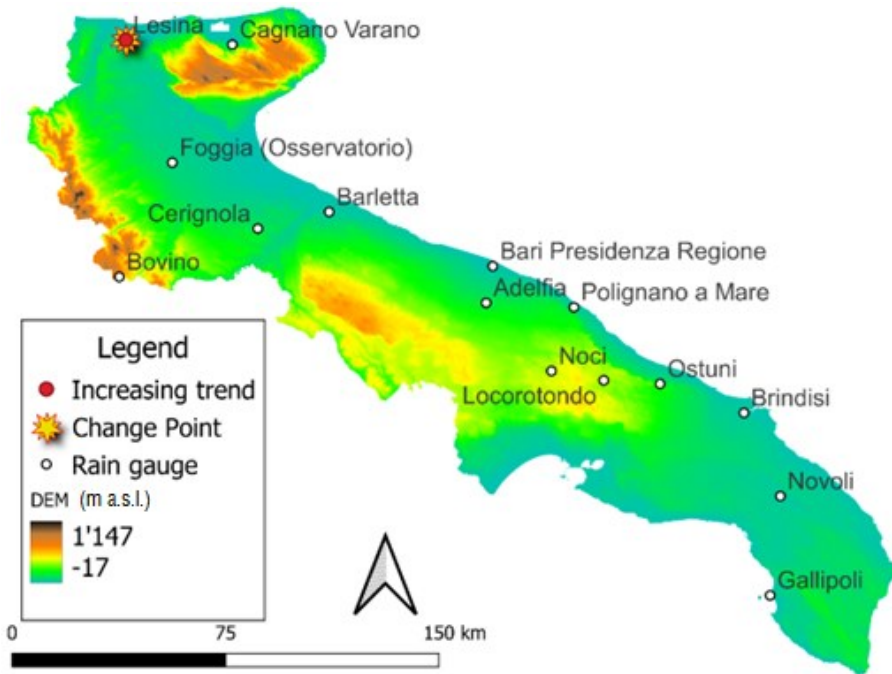 Lesina
Cagnano Varano
Foggia (Osservatorio)
Barletta
Cerignola
Bovino
Bari Presidenza Regione
Adelfia
Polignano a Mare
Noci
Locorotondo
Ostuni
Brindisi
Novoli
Gallipoli
Legend
Increasing trend
Change Point
Rain gauge
DEM (m a.s.l.)
1'147
-17
0 75 150 km